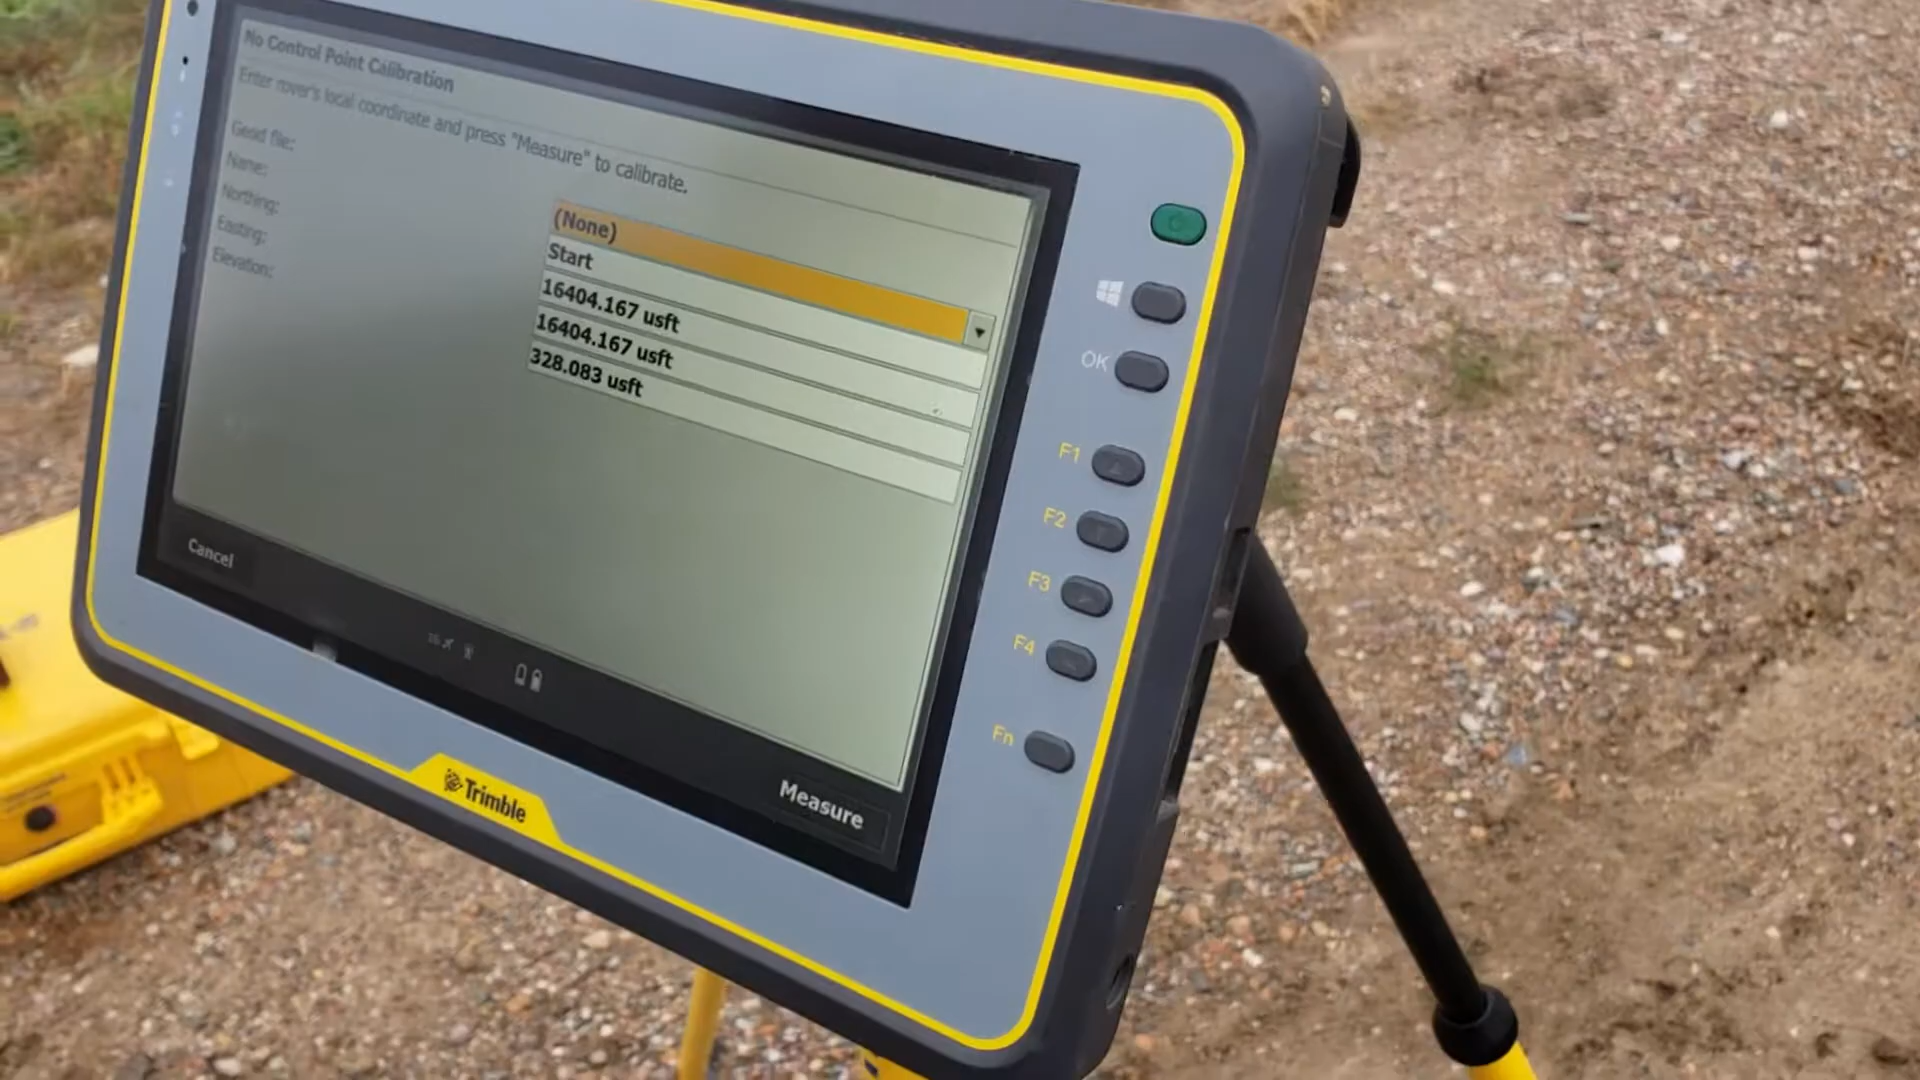 No Control Point Calibration
Enter rover's local coordinate and press "Measure" to calibrate.
Geoid file:
(None)
Name:
Start
Northing:
16404.167 usft
Easting:
16404.167 usft
Elevation:
328.083 usft
Cancel
Measure
Trimble
OK
F1
F2
F3
F4
Fn